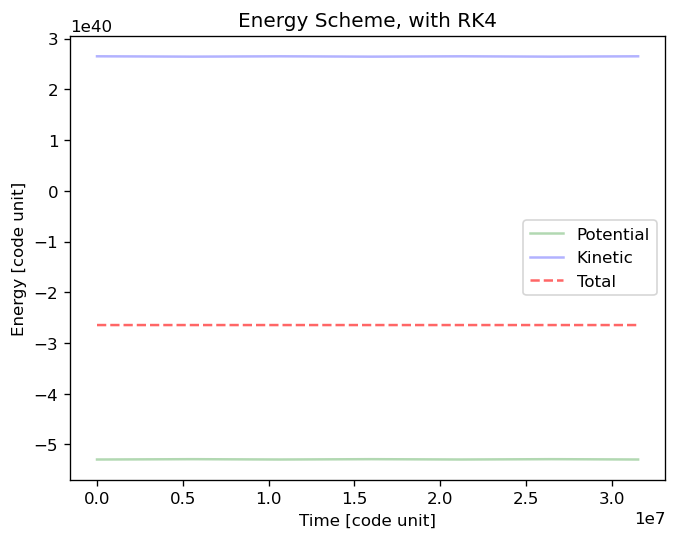 Energy Scheme, with RK4
1e40
3
2
1
0
−1
−2
−3
−4
−5
Energy [code unit]
Potential
Kinetic
Total
0.0 0.5 1.0 1.5 2.0 2.5 3.0
1e7
Time [code unit]